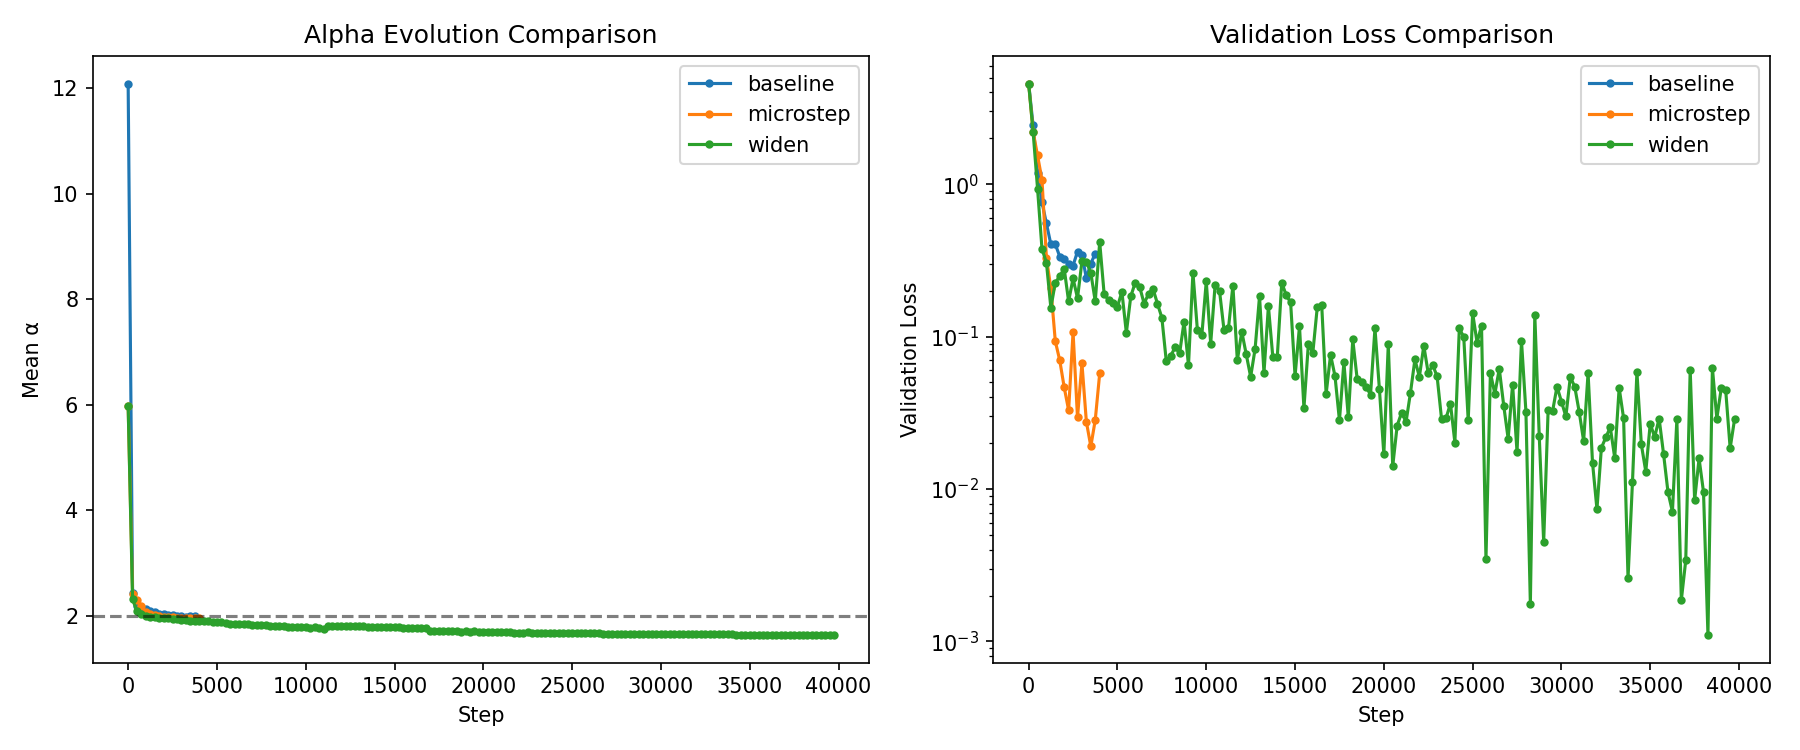 Alpha Evolution Comparison
Mean α
12
10
8
6
4
2
0
5000
10000
15000
20000
25000
30000
35000
40000
Step
baseline
microstep
widen
Validation Loss Comparison
Validation Loss
10⁰
10⁻¹
10⁻²
10⁻³
0
5000
10000
15000
20000
25000
30000
35000
40000
Step
baseline
microstep
widen